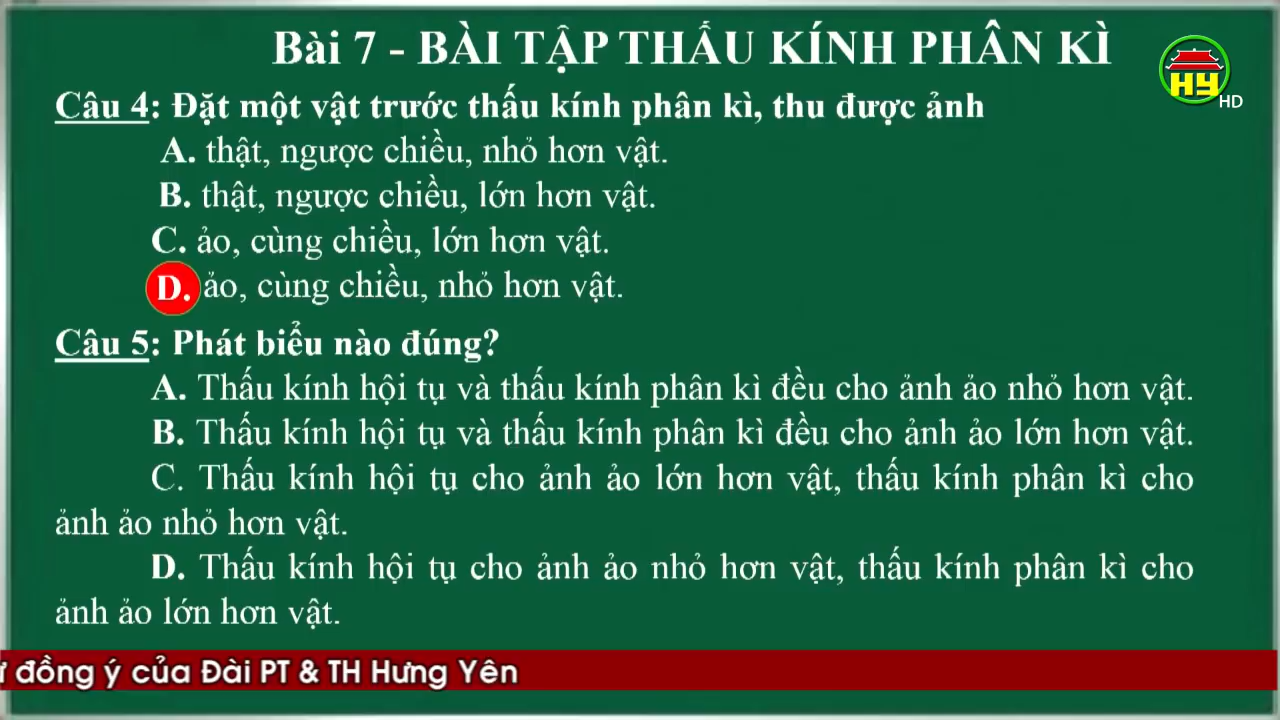 Bài 7 - BÀI TẬP THẤU KÍNH PHÂN KÌ
HY HD
Câu 4: Đặt một vật trước thấu kính phân kì, thu được ảnh
A. thật, ngược chiều, nhỏ hơn vật.
B. thật, ngược chiều, lớn hơn vật.
C. ảo, cùng chiều, lớn hơn vật.
D. ảo, cùng chiều, nhỏ hơn vật.
Câu 5: Phát biểu nào đúng?
A. Thấu kính hội tụ và thấu kính phân kì đều cho ảnh ảo nhỏ hơn vật.
B. Thấu kính hội tụ và thấu kính phân kì đều cho ảnh ảo lớn hơn vật.
C. Thấu kính hội tụ cho ảnh ảo lớn hơn vật, thấu kính phân kì cho
ảnh ảo nhỏ hơn vật.
D. Thấu kính hội tụ cho ảnh ảo nhỏ hơn vật, thấu kính phân kì cho
ảnh ảo lớn hơn vật.
đồng ý của Đài PT & TH Hưng Yên